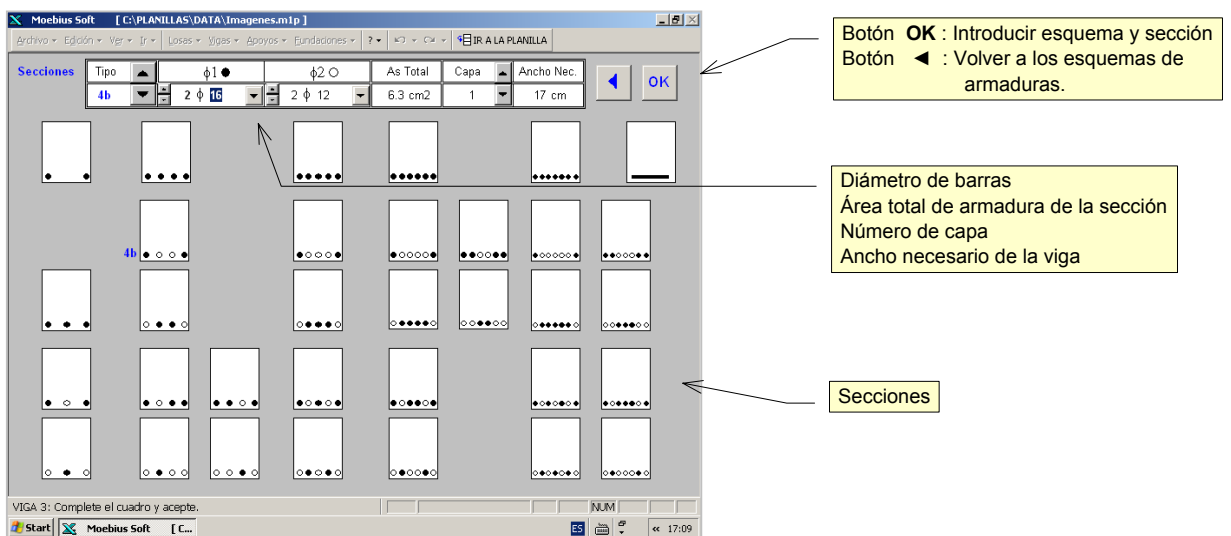 Moebius Soft [ C:\PLANILLAS\DATA\Imagenes.m1p ]
Archivo Edición Ver Ir Losas Vigas Apoyos Fundaciones ? IR A LA PLANILLA
Secciones Tipo ϕ1 ● ϕ2 ○ As Total Capa Ancho Nec.
4b 2 ϕ 16 2 ϕ 12 6.3 cm2 1 17 cm
◄ OK
4b
VIGA 3: Complete el cuadro y acepte. NUM
Start Moebius Soft [ C... ES « 17:09
Botón OK : Introducir esquema y sección
Botón ◄ : Volver a los esquemas de
armaduras.
Diámetro de barras
Área total de armadura de la sección
Número de capa
Ancho necesario de la viga
Secciones